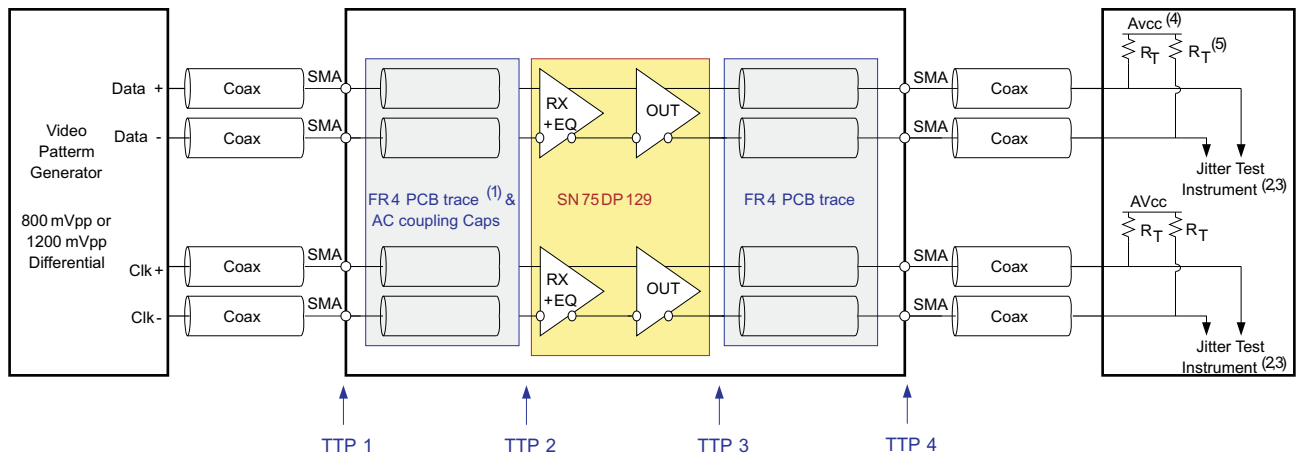 Video
Patterm
Generator
800 mVpp or
1200 mVpp
Differential
Data +
Data -
Clk +
Clk-
Coax
Coax
Coax
Coax
SMA
SMA
SMA
SMA
FR4 PCB trace (1) &
AC coupling Caps
RX
+EQ
OUT
SN75DP129
RX
+EQ
OUT
FR4 PCB trace
SMA
SMA
SMA
SMA
Coax
Coax
Coax
Coax
Avcc (4)
RT
RT (5)
Jitter Test
Instrument (2,3)
AVcc
RT
RT
Jitter Test
Instrument (2,3)
TTP 1
TTP 2
TTP 3
TTP 4